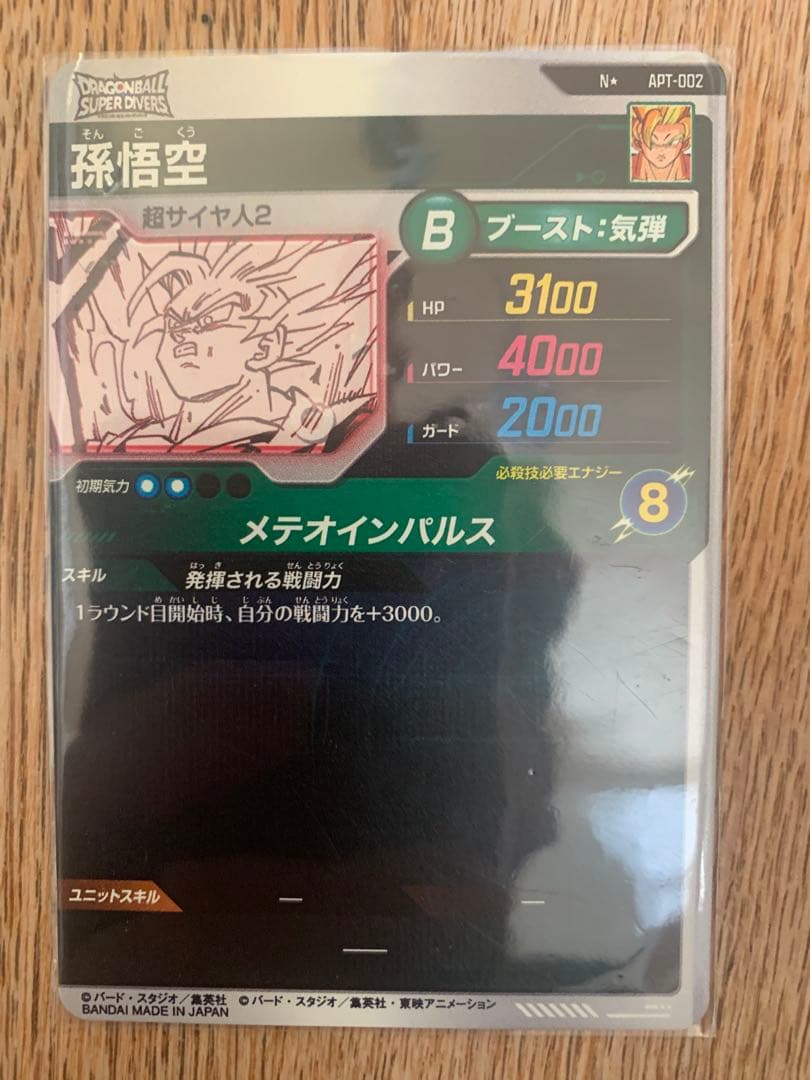 DRAGONBALL
SUPER DIVERS
N★ APT-002
そん ご くう
孫悟空
超サイヤ人2
B ブースト:気弾
HP 3100
パワー 4000
ガード 2000
初期気力
必殺技必要エナジー
8
メテオインパルス
スキル
はっ き せん とう りょく
発揮される戦闘力
め かい し じ じ ぶん せん とう りょく
1ラウンド目開始時、自分の戦闘力を+3000。
ユニットスキル
—
—
—
©バード・スタジオ/集英社 ©バード・スタジオ/集英社・東映アニメーション
BANDAI MADE IN JAPAN